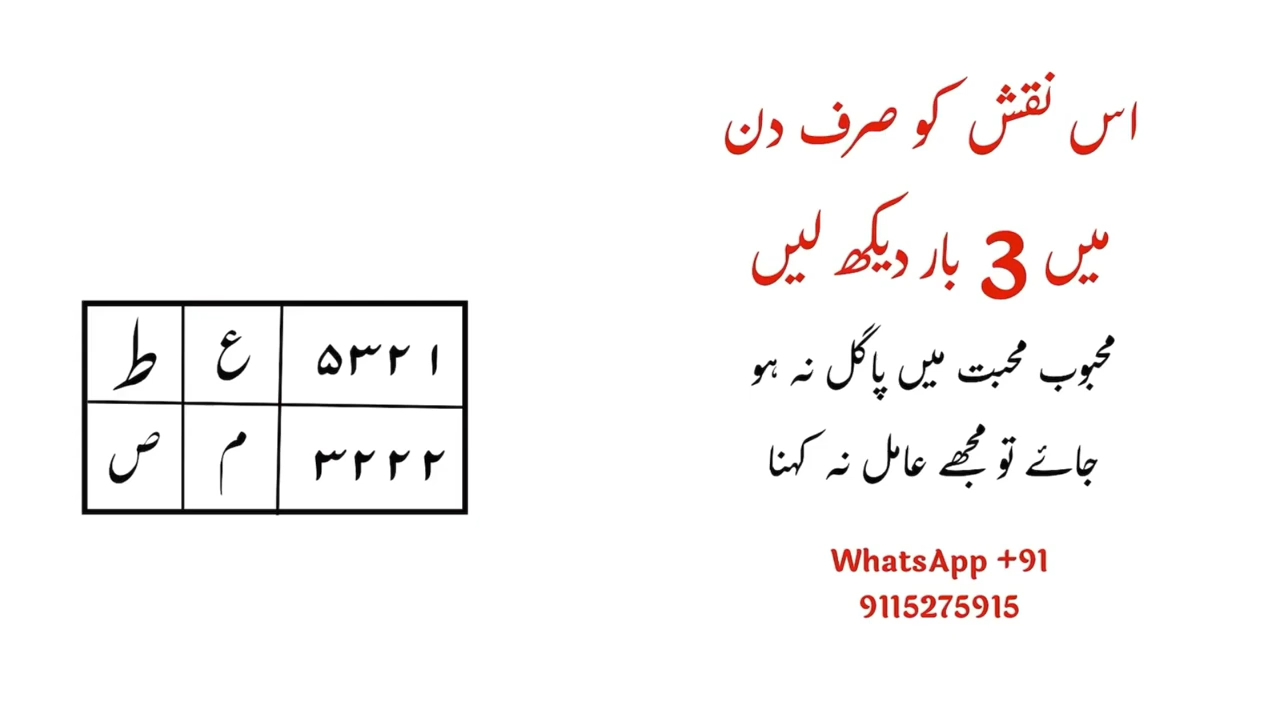 اس نقش کو صرف دن
میں 3 بار دیکھ لیں
محبوب محبت میں پاگل نہ ہو
جائے تو مجھے عامل نہ کہنا
WhatsApp +91
9115275915
ط ع ۵۳۲۱
ص م ۳۲۲۲